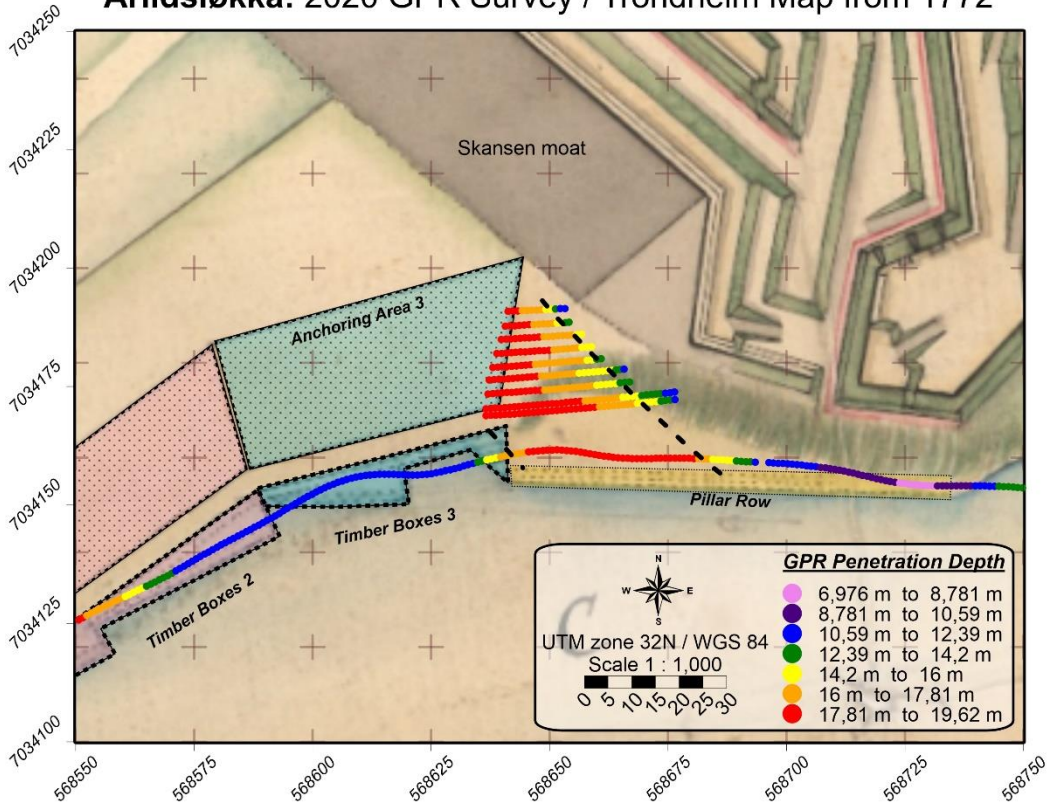 Arildsløkka: 2020 GPR Survey / Trondheim Map from 1772
7034250
7034225
7034200
7034175
7034150
7034125
7034100
Skansen moat
Anchoring Area 3
Pillar Row
Timber Boxes 3
Timber Boxes 2
N
W E
S
UTM zone 32N / WGS 84
Scale 1 : 1,000
0 5 10 15 20 25 30
GPR Penetration Depth
6,976 m to 8,781 m
8,781 m to 10,59 m
10,59 m to 12,39 m
12,39 m to 14,2 m
14,2 m to 16 m
16 m to 17,81 m
17,81 m to 19,62 m
C
568550 568575 568600 568625 568650 568675 568700 568725 568750